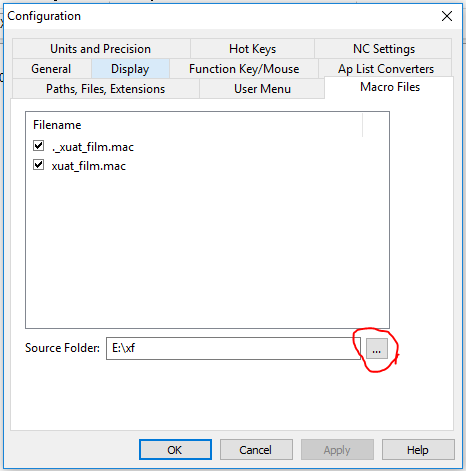 Configuration
Units and Precision Hot Keys NC Settings
General Display Function Key/Mouse Ap List Converters
Paths, Files, Extensions User Menu Macro Files
Filename
._xuat_film.mac
xuat_film.mac
Source Folder: E:\xf ...
OK Cancel Apply Help